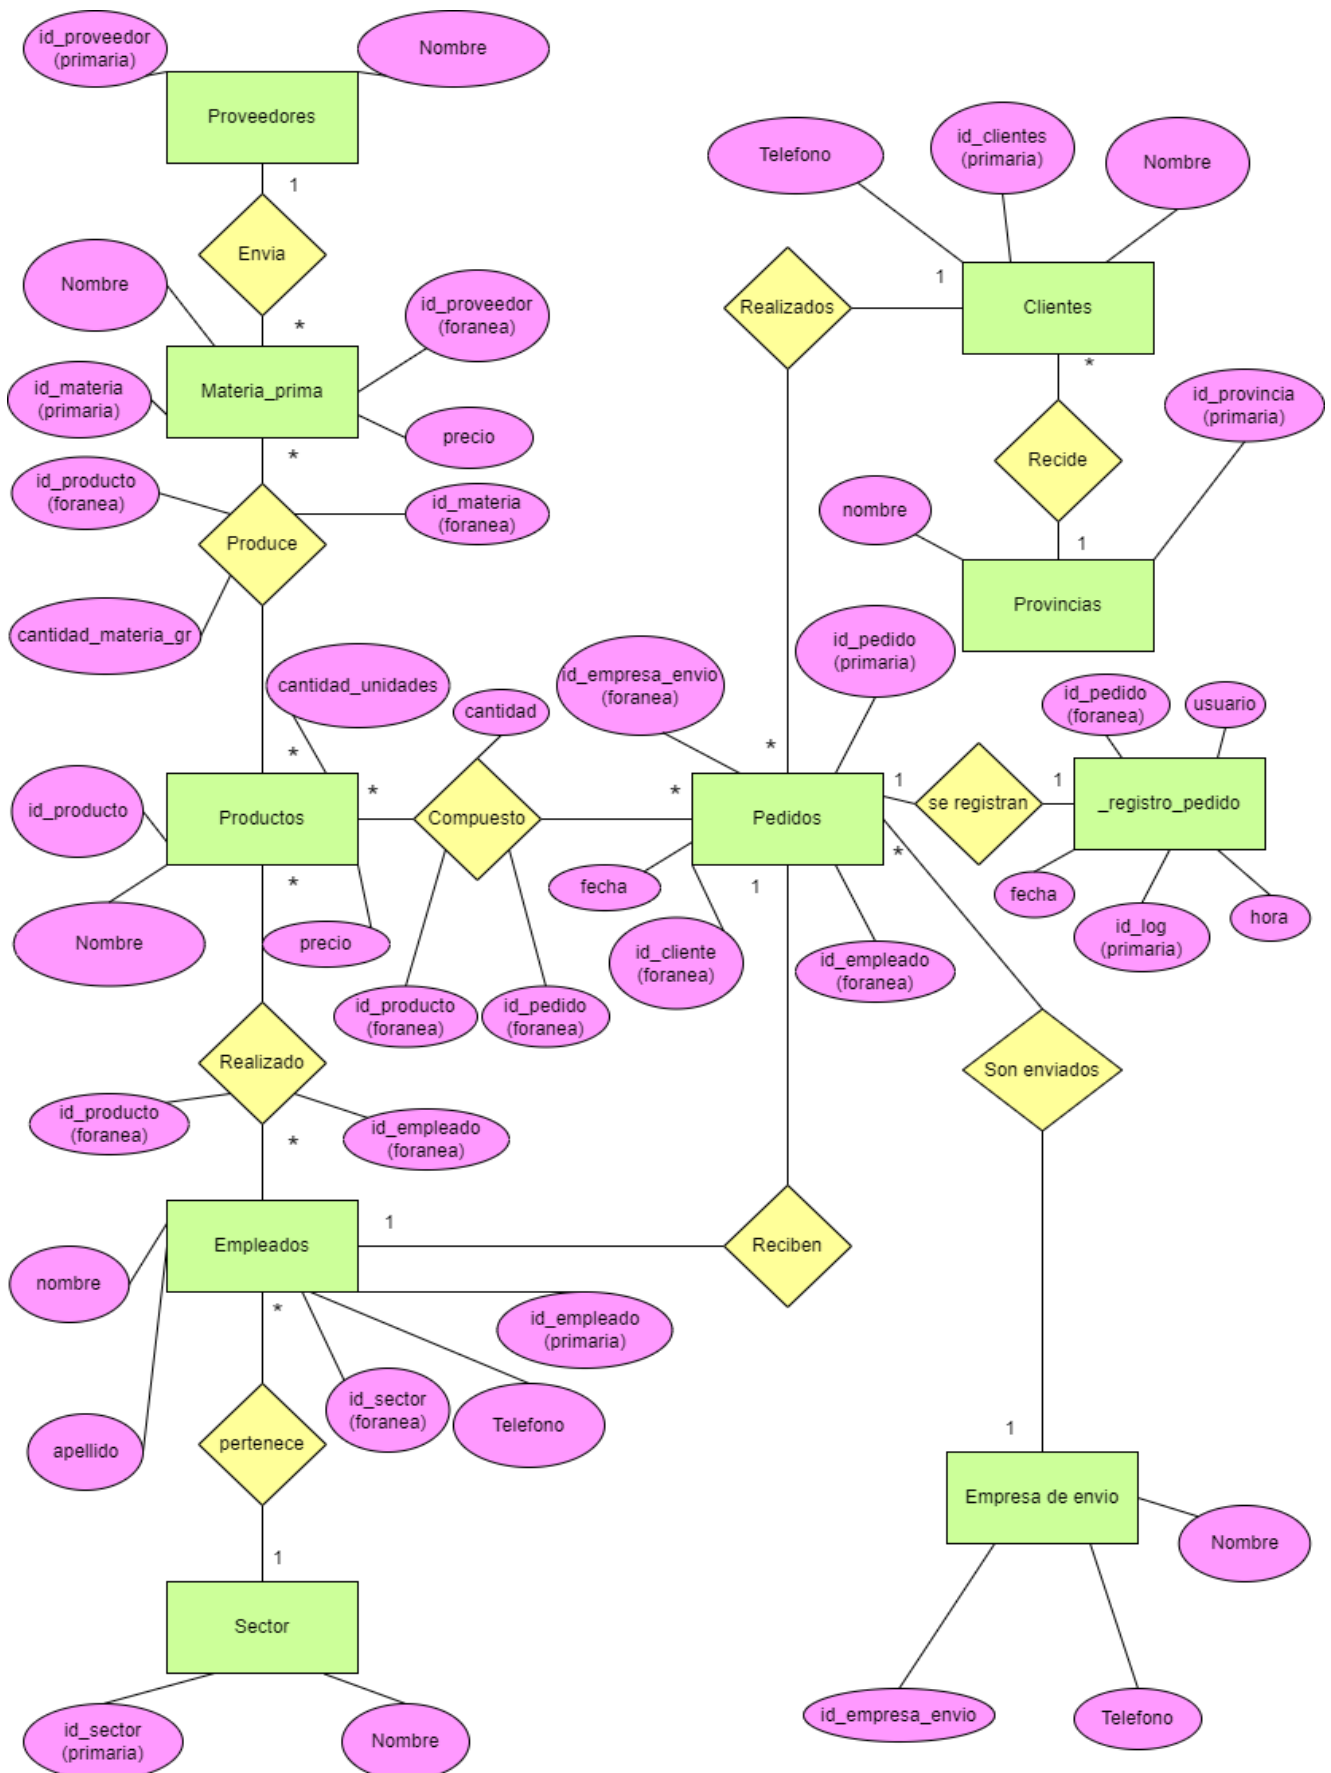 id_proveedor
(primaria)
Nombre
Proveedores
1
Envia
*
Nombre
id_proveedor
(foranea)
id_materia
(primaria)
Materia_prima
precio
*
id_producto
(foranea)
id_materia
(foranea)
Produce
cantidad_materia_gr
cantidad_unidades
*
id_producto
Productos
*
Nombre
precio
*
cantidad
Compuesto
*
id_producto
(foranea)
id_pedido
(foranea)
Realizado
id_producto
(foranea)
id_empleado
(foranea)
*
Empleados
1
nombre
apellido
*
id_empleado
(primaria)
id_sector
(foranea)
Telefono
pertenece
1
Sector
id_sector
(primaria)
Nombre
Telefono
id_clientes
(primaria)
Nombre
Realizados
1
Clientes
*
id_provincia
(primaria)
Recide
nombre
1
Provincias
id_pedido
(primaria)
id_empresa_envio
(foranea)
*
Pedidos
1
se registran
1
id_pedido
(foranea)
usuario
_registro_pedido
fecha
id_log
(primaria)
hora
*
1
fecha
id_cliente
(foranea)
id_empleado
(foranea)
Son enviados
Reciben
1
Empresa de envio
Nombre
id_empresa_envio
Telefono